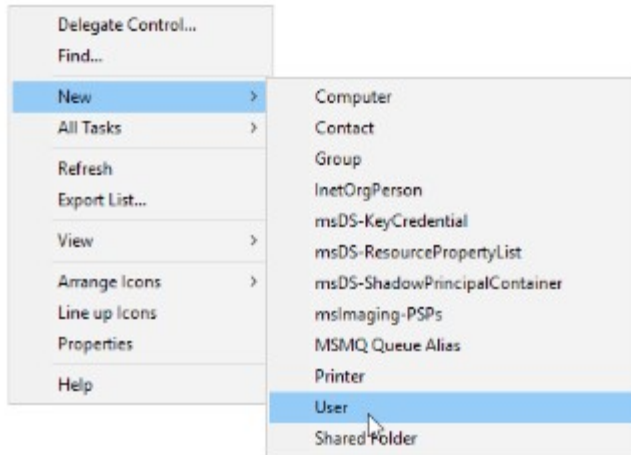 Delegate Control...
Find...
New
All Tasks
Refresh
Export List...
View
Arrange Icons
Line up Icons
Properties
Help
Computer
Contact
Group
InetOrgPerson
msDS-KeyCredential
msDS-ResourcePropertyList
msDS-ShadowPrincipalContainer
msImaging-PSPs
MSMQ Queue Alias
Printer
User
Shared Folder